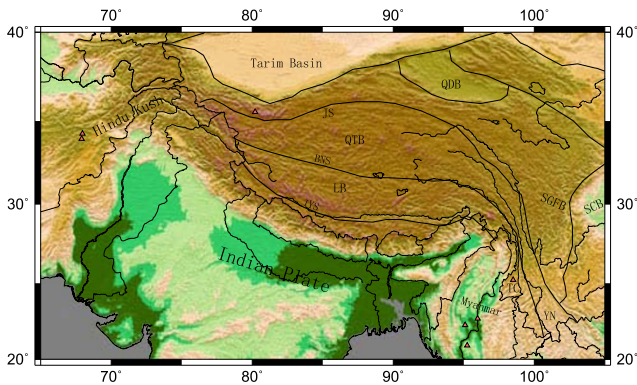 70° 80° 90° 100°
40° 40°
Tarim Basin
QDB
Hindu Kush
JS
QTB
BNS
LB
IYS
SGFB
SCB
30° 30°
Indian Plate
TC
Myanmar
YN
20° 20°
70° 80° 90° 100°